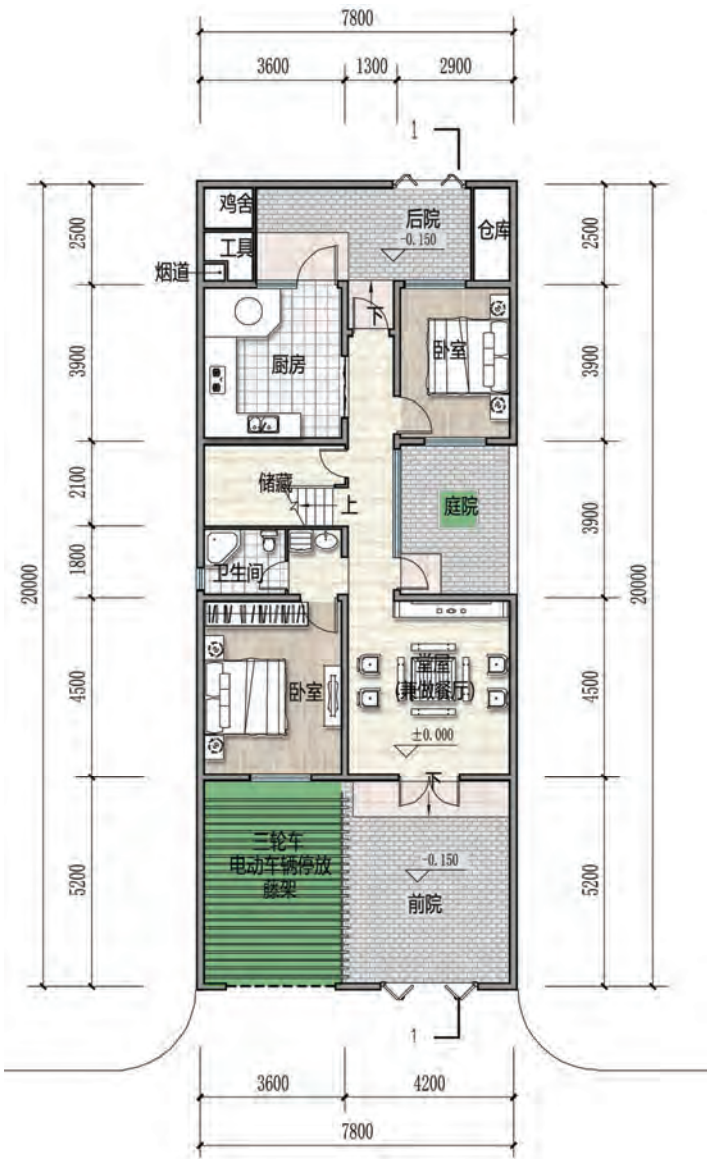 7800
3600
1300
2900
1
鸡舍
后院
仓库
工具
-0.150
烟道
下
厨房
卧室
储藏
上
庭院
卫生间
卧室
堂屋
(兼做餐厅)
±0.000
下
三轮车
电动车辆停放
藤架
-0.150
前院
1
20000
2500
3900
2100
1800
4500
5200
2500
3900
3900
4500
5200
20000
3600
4200
7800